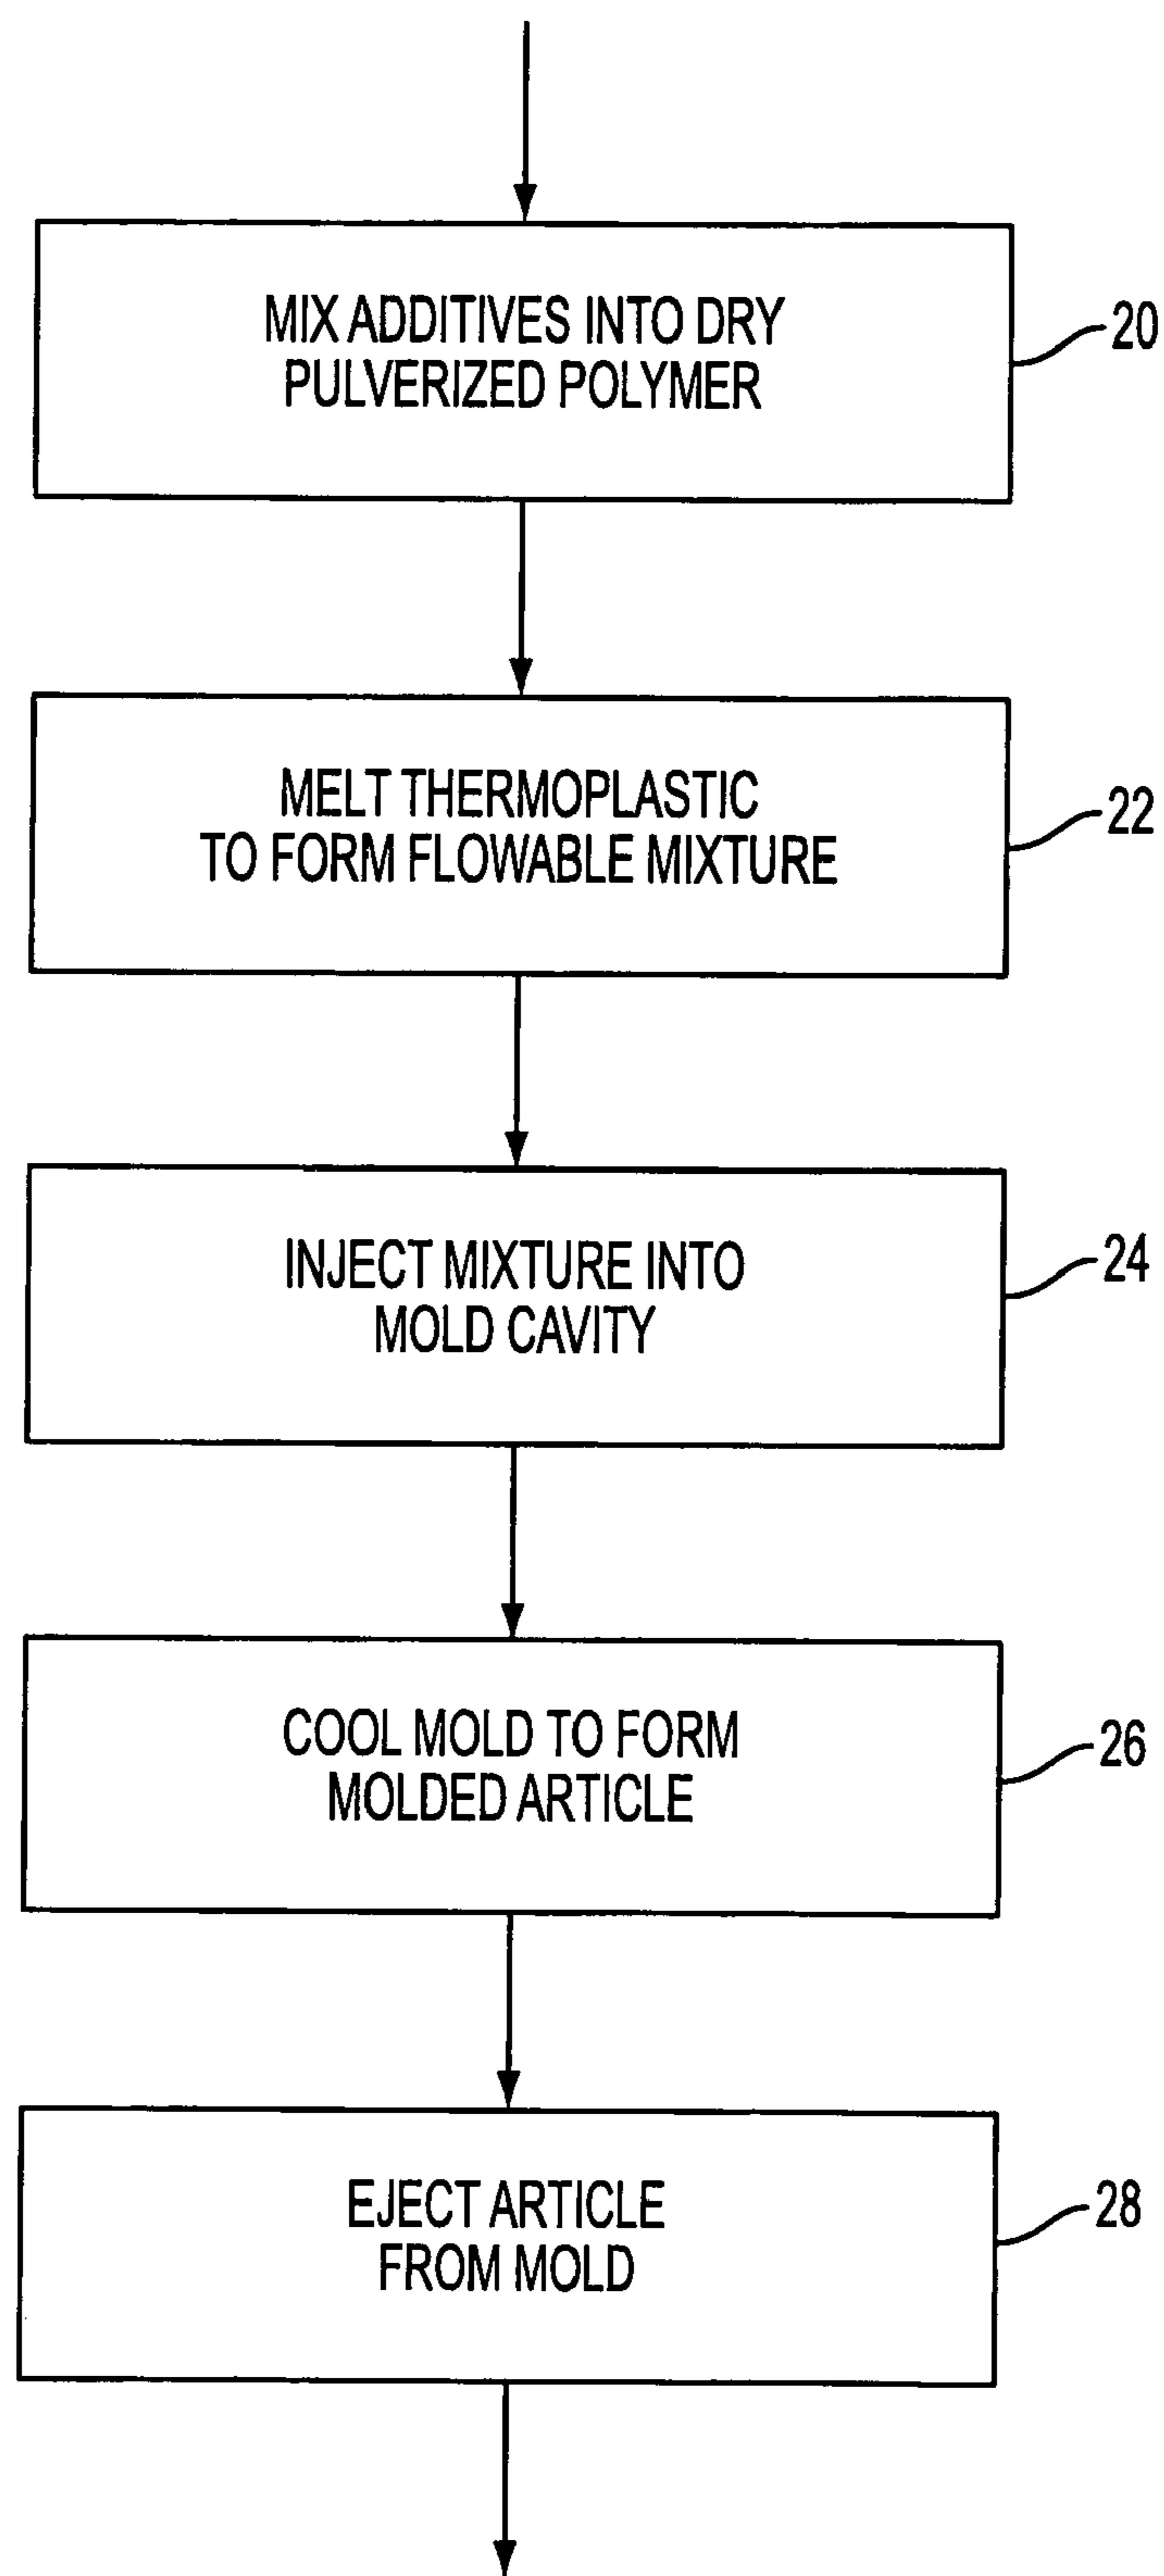 MIX ADDITIVES INTO DRY
PULVERIZED POLYMER
20
MELT THERMOPLASTIC
TO FORM FLOWABLE MIXTURE
22
INJECT MIXTURE INTO
MOLD CAVITY
24
COOL MOLD TO FORM
MOLDED ARTICLE
26
EJECT ARTICLE
FROM MOLD
28